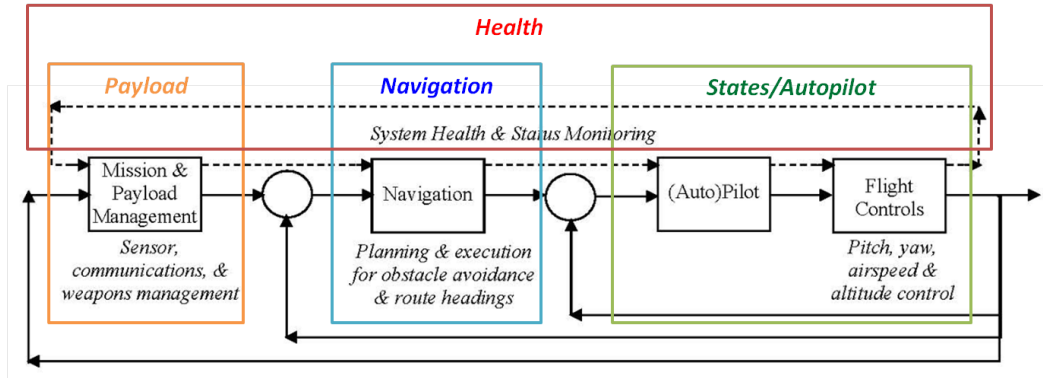 Health
Payload
Navigation
States/Autopilot
System Health & Status Monitoring
Mission &
Payload
Management
Navigation
(Auto)Pilot
Flight
Controls
Sensor,
communications, &
weapons management
Planning & execution
for obstacle avoidance
& route headings
Pitch, yaw,
airspeed &
altitude control